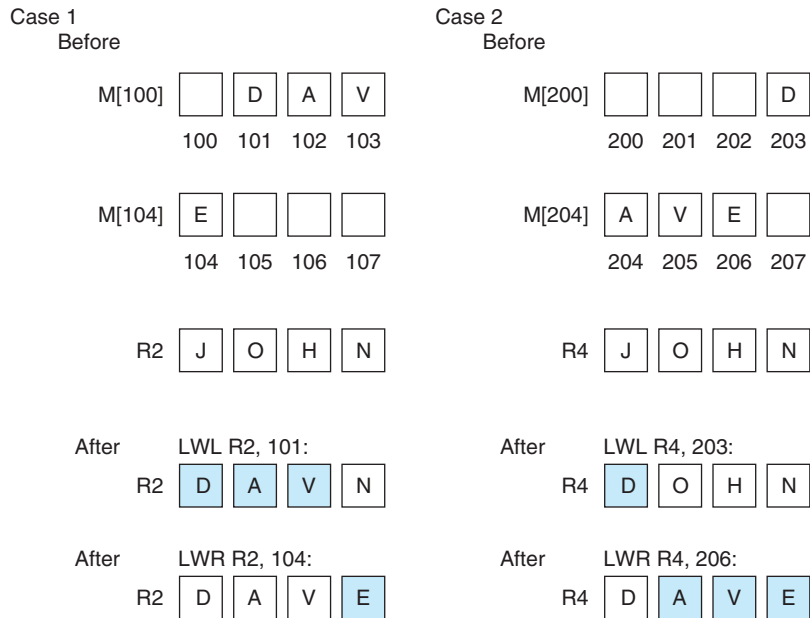 Case 1
Before
M[100] D A V
100 101 102 103
M[104] E
104 105 106 107
R2 J O H N
After LWL R2, 101:
R2 D A V N
After LWR R2, 104:
R2 D A V E
Case 2
Before
M[200] D
200 201 202 203
M[204] A V E
204 205 206 207
R4 J O H N
After LWL R4, 203:
R4 D O H N
After LWR R4, 206:
R4 D A V E